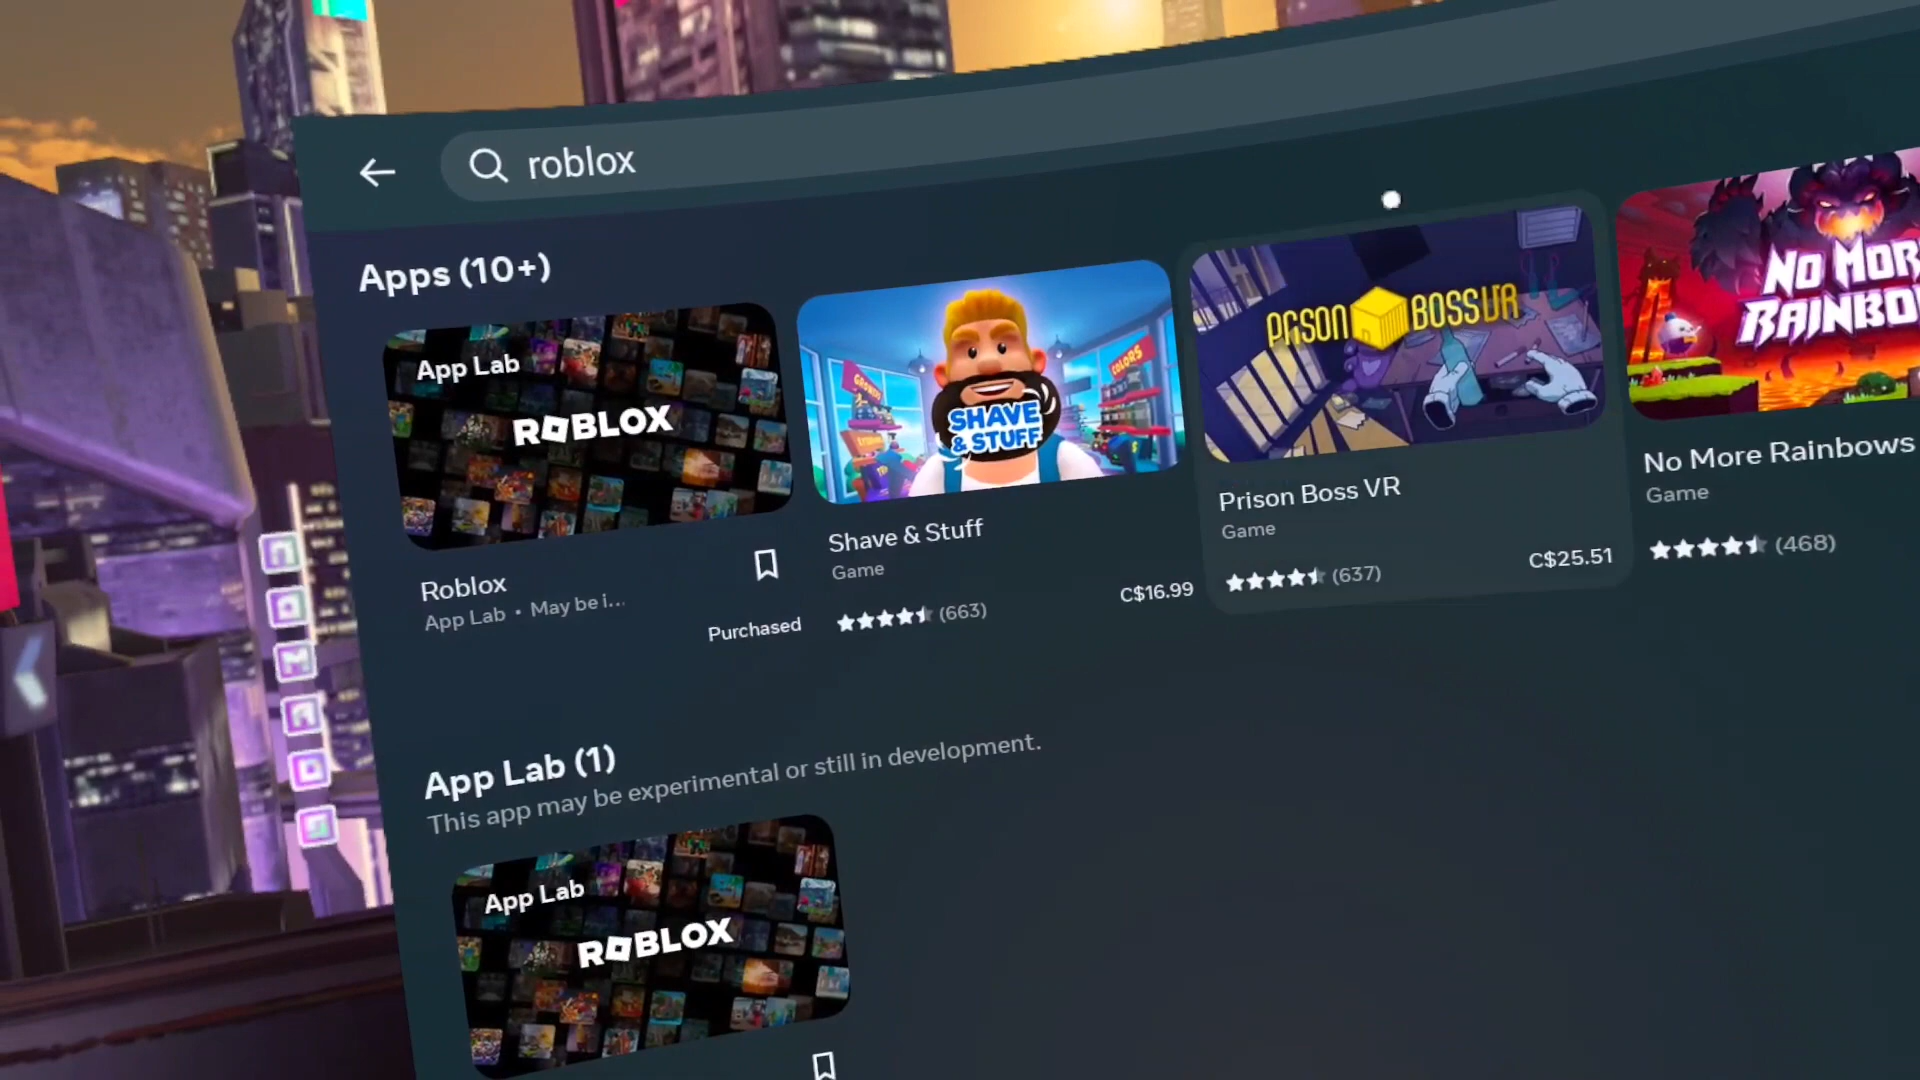 roblox
Apps (10+)
App Lab
ROBLOX
Roblox
App Lab • May be i...
Purchased
COLORS
SHAVE
& STUFF
Shave & Stuff
Game
(663)
C$16.99
PRISON BOSS VR
Prison Boss VR
Game
(637)
C$25.51
NO MOR
RAINBO
No More Rainbows
Game
(468)
App Lab (1)
This app may be experimental or still in development.
App Lab
ROBLOX